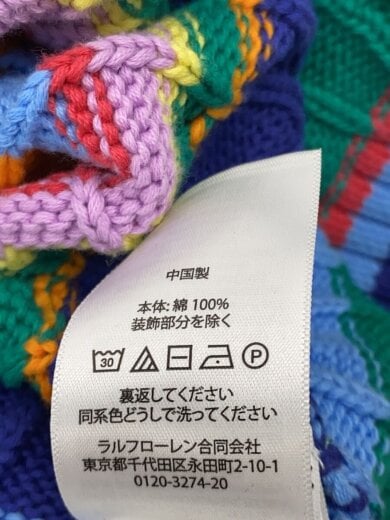 中国製
本体: 綿 100%
装飾部分を除く
30 P
裏返してください
同系色どうしで洗ってください
ラルフローレン合同会社
東京都千代田区永田町2-10-1
0120-3274-20